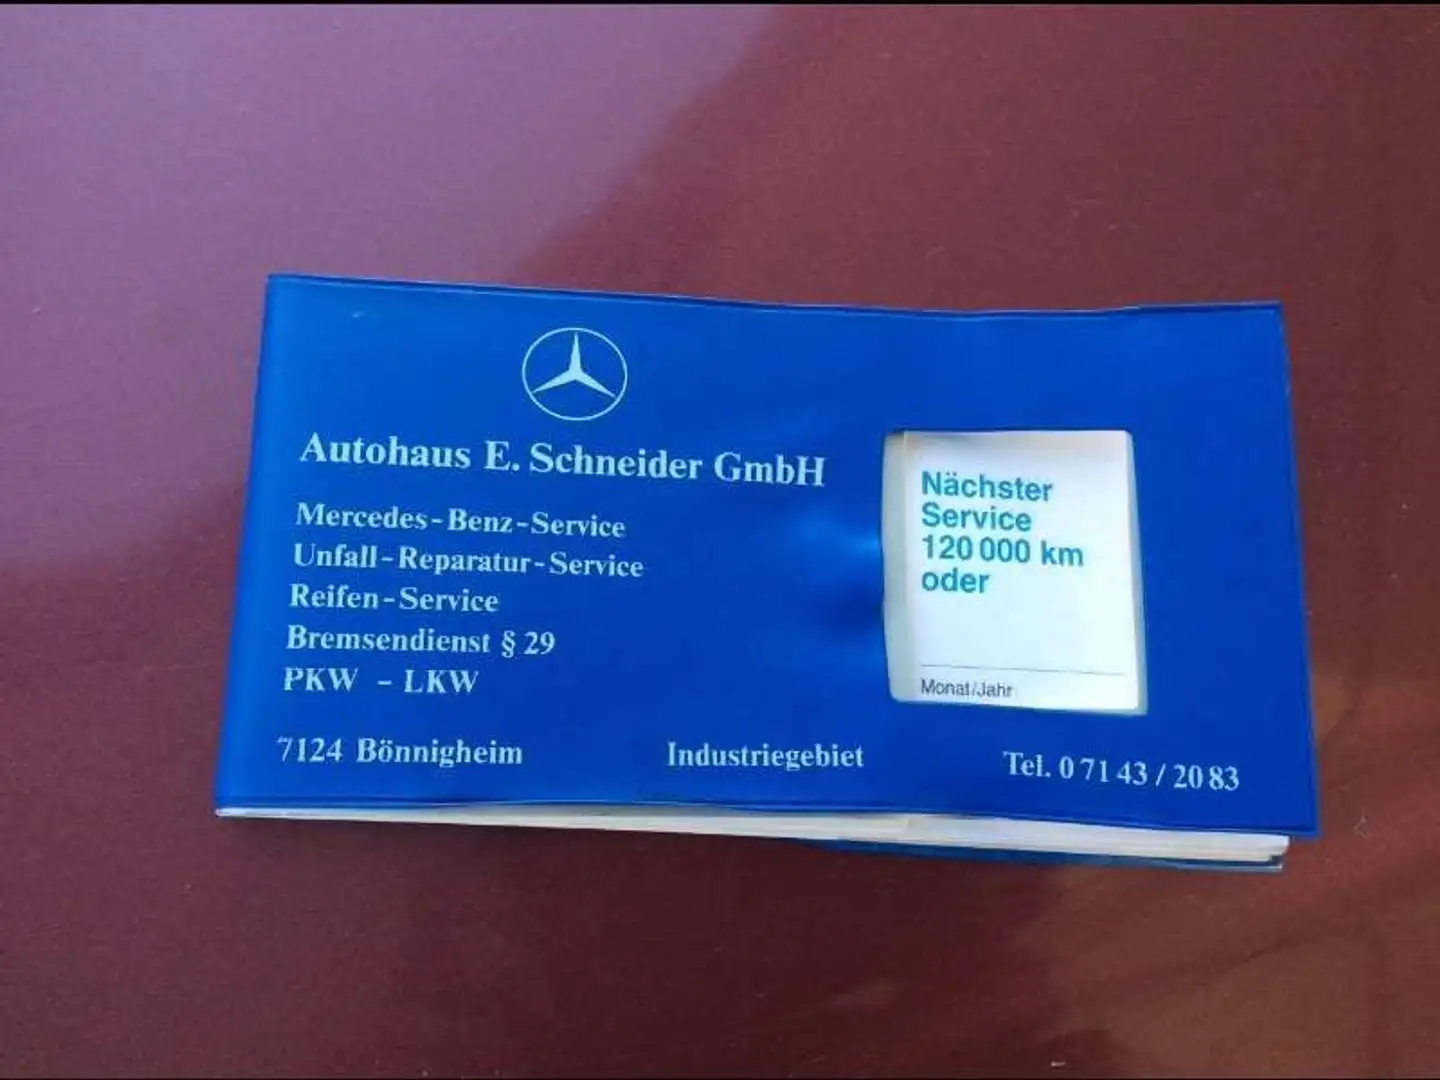 Autohaus E. Schneider GmbH
Mercedes-Benz-Service
Unfall-Reparatur-Service
Reifen-Service
Bremsendienst § 29
PKW - LKW
7124 Bönnigheim
Industriegebiet
Tel. 0 71 43 / 20 83
Nächster
Service
120 000 km
oder
Monat/Jahr